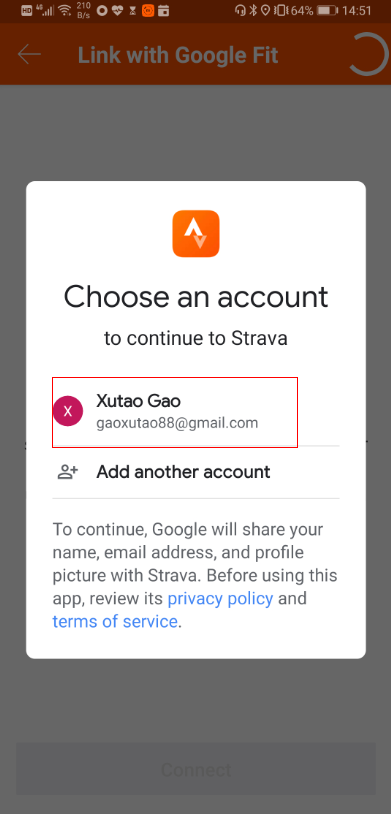 HD 4G 210 B/s 64% 14:51
Link with Google Fit
Choose an account
to continue to Strava
X
Xutao Gao
gaoxutao88@gmail.com
Add another account
To continue, Google will share your
name, email address, and profile
picture with Strava. Before using this
app, review its privacy policy and
terms of service.
Connect